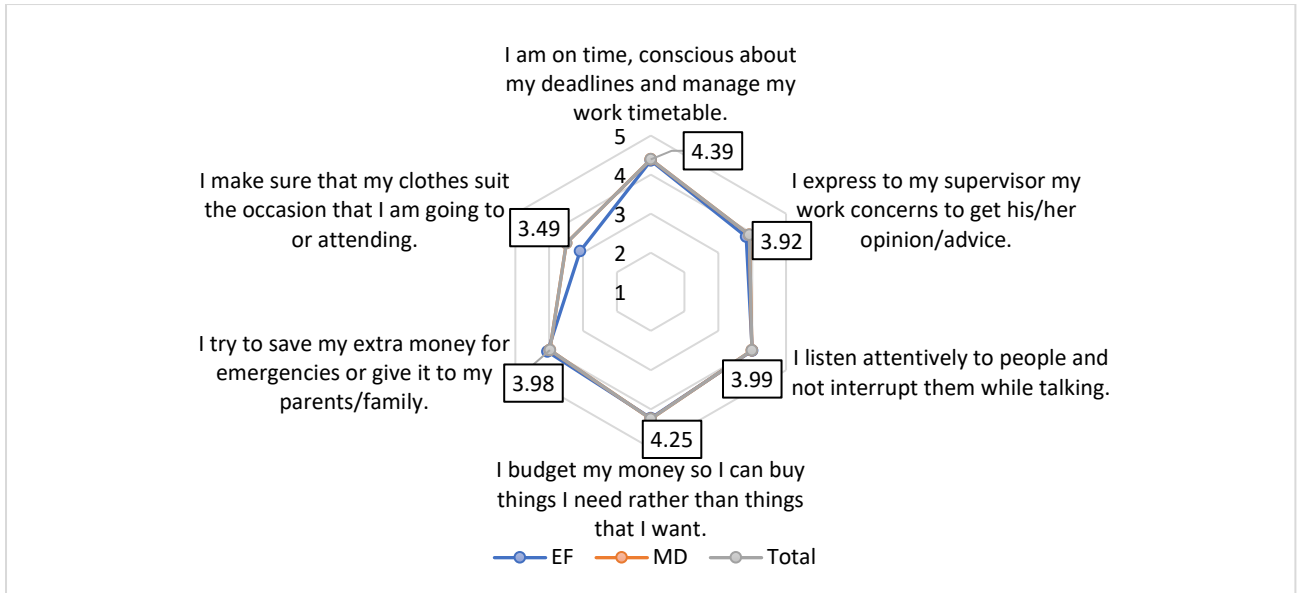 I am on time, conscious about
my deadlines and manage my
work timetable.
5
4.39
4
I make sure that my clothes suit
the occasion that I am going to
or attending.
I express to my supervisor my
work concerns to get his/her
opinion/advice.
3
3.49
3.92
2
1
I try to save my extra money for
emergencies or give it to my
parents/family.
3.98
I listen attentively to people and
not interrupt them while talking.
3.99
4.25
I budget my money so I can buy
things I need rather than things
that I want.
EF MD Total